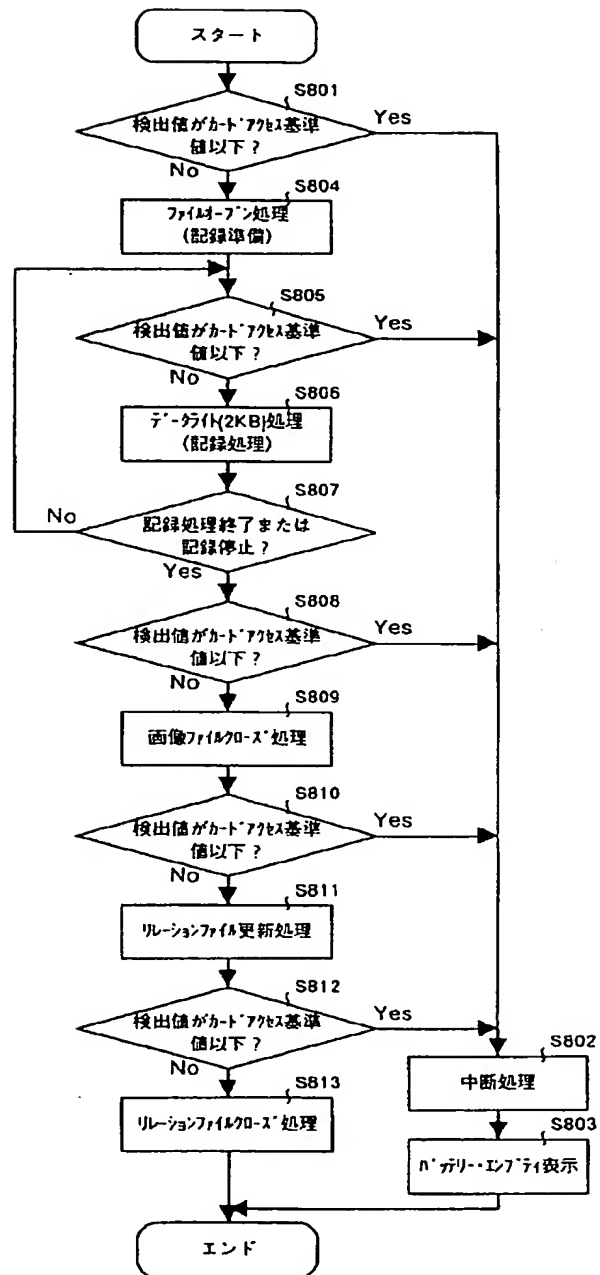 スタート
S801
検出値がカードアクセス基準
値以下?
Yes
No
S804
ファイルオープン処理
(記録準備)
S805
検出値がカードアクセス基準
値以下?
Yes
No
S806
データライト(2KB)処理
(記録処理)
S807
記録処理終了または
記録停止?
No
Yes
S808
検出値がカードアクセス基準
値以下?
Yes
No
S809
画像ファイルクローズ処理
S810
検出値がカードアクセス基準
値以下?
Yes
No
S811
リレーションファイル更新処理
S812
検出値がカードアクセス基準
値以下?
Yes
No
S802
中断処理
S813
リレーションファイルクローズ処理
S803
バッテリー・エンプティ表示
エンド